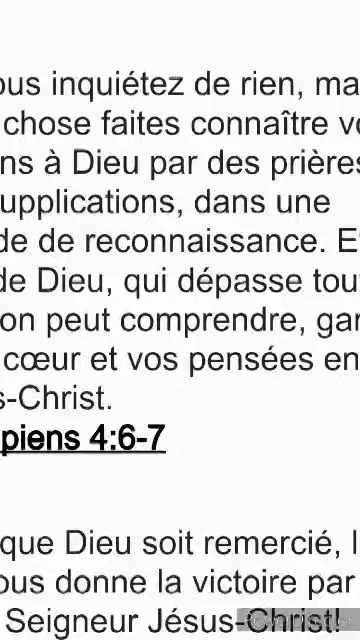 ous inquiétez de rien, ma
chose faites connaître vo
ns à Dieu par des prières
upplications, dans une
de de reconnaissance. Et
de Dieu, qui dépasse tou
on peut comprendre, gar
cœur et vos pensées en
s-Christ.
piens 4:6-7
que Dieu soit remercié, l
ous donne la victoire par
Seigneur Jésus-Christ!